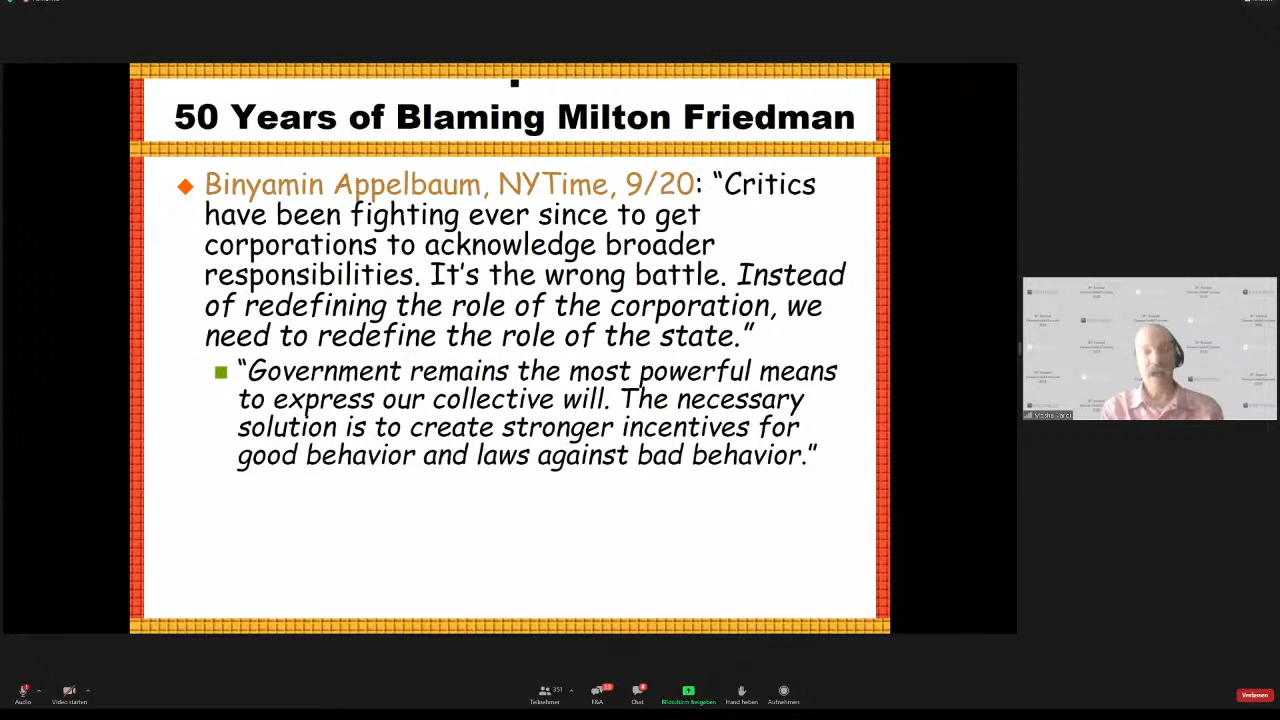 50 Years of Blaming Milton Friedman
Binyamin Appelbaum, NYTime, 9/20: “Critics
have been fighting ever since to get
corporations to acknowledge broader
responsibilities. It’s the wrong battle. Instead
of redefining the role of the corporation, we
need to redefine the role of the state.”
“Government remains the most powerful means
to express our collective will. The necessary
solution is to create stronger incentives for
good behavior and laws against bad behavior.”
Audio
Video starten
351
Teilnehmer
23
F&A
Chat
Bildschirm freigeben
Hand heben
Aufnehmen
Verlassen